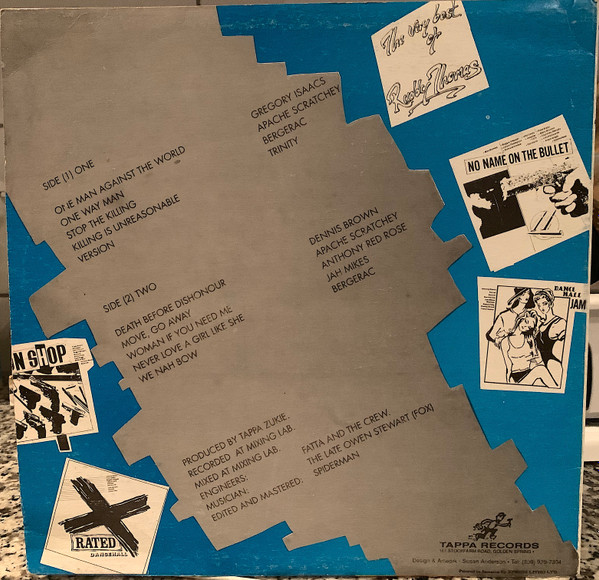 The very best
of
Ruddy Thomas
NO NAME ON THE BULLET
DANCE
HALL
JAM
N SHOP
RATED
DANCEHALL
SIDE (1) ONE
ONE MAN AGAINST THE WORLD
ONE WAY MAN
STOP THE KILLING
KILLING IS UNREASONABLE
VERSION
GREGORY ISAACS
APACHE SCRATCHEY
BERGERAC
TRINITY
SIDE (2) TWO
DEATH BEFORE DISHONOUR
MOVE, GO AWAY
WOMAN IF YOU NEED ME
NEVER LOVE A GIRL LIKE SHE
WE NAH BOW
DENNIS BROWN
APACHE SCRATCHEY
ANTHONY RED ROSE
JAH MIKES
BERGERAC
PRODUCED BY TAPPA ZUKIE.
RECORDED AT MIXING LAB.
MIXED AT MIXING LAB.
ENGINEERS: FATTA AND THE CREW.
MUSICIAN: THE LATE OWEN STEWART (FOX)
EDITED AND MASTERED: SPIDERMAN
TAPPA RECORDS
Design & Artwork - Susan Anderson - Tel: